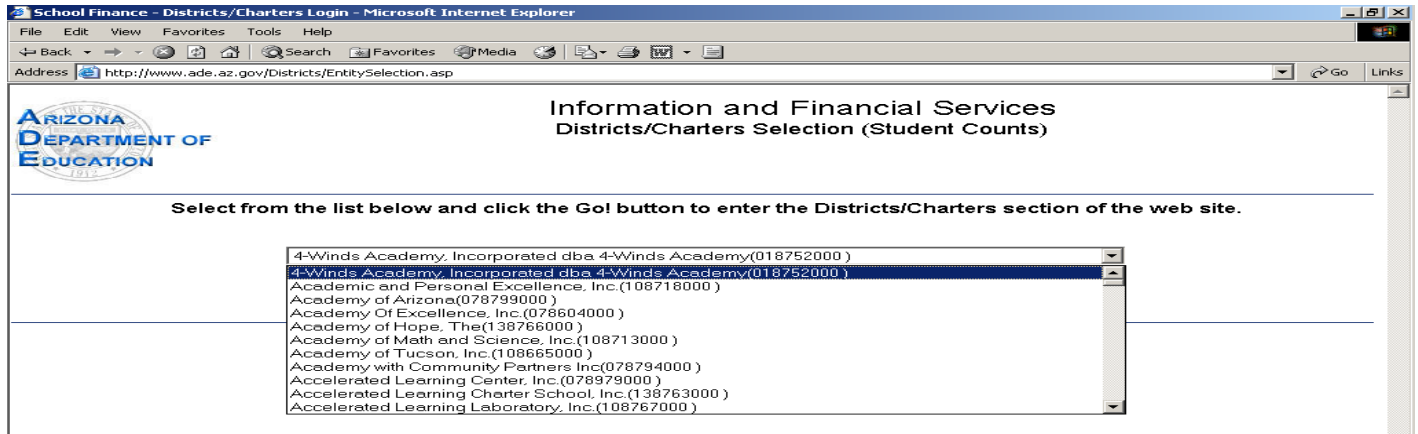 School Finance - Districts/Charters Login - Microsoft Internet Explorer
File Edit View Favorites Tools Help
Back Search Favorites Media
Address http://www.ade.az.gov/Districts/EntitySelection.asp Go Links
ARIZONA
DEPARTMENT OF
EDUCATION
1912
Information and Financial Services
Districts/Charters Selection (Student Counts)
Select from the list below and click the Go! button to enter the Districts/Charters section of the web site.
4-Winds Academy, Incorporated dba 4-Winds Academy(018752000 )
4-Winds Academy, Incorporated dba 4-Winds Academy(018752000 )
Academic and Personal Excellence, Inc.(108718000 )
Academy of Arizona(078799000 )
Academy Of Excellence, Inc.(078604000 )
Academy of Hope, The(138766000 )
Academy of Math and Science, Inc.(108713000 )
Academy of Tucson, Inc.(108665000 )
Academy with Community Partners Inc(078794000 )
Accelerated Learning Center, Inc.(078979000 )
Accelerated Learning Charter School, Inc.(138763000 )
Accelerated Learning Laboratory, Inc.(108767000 )